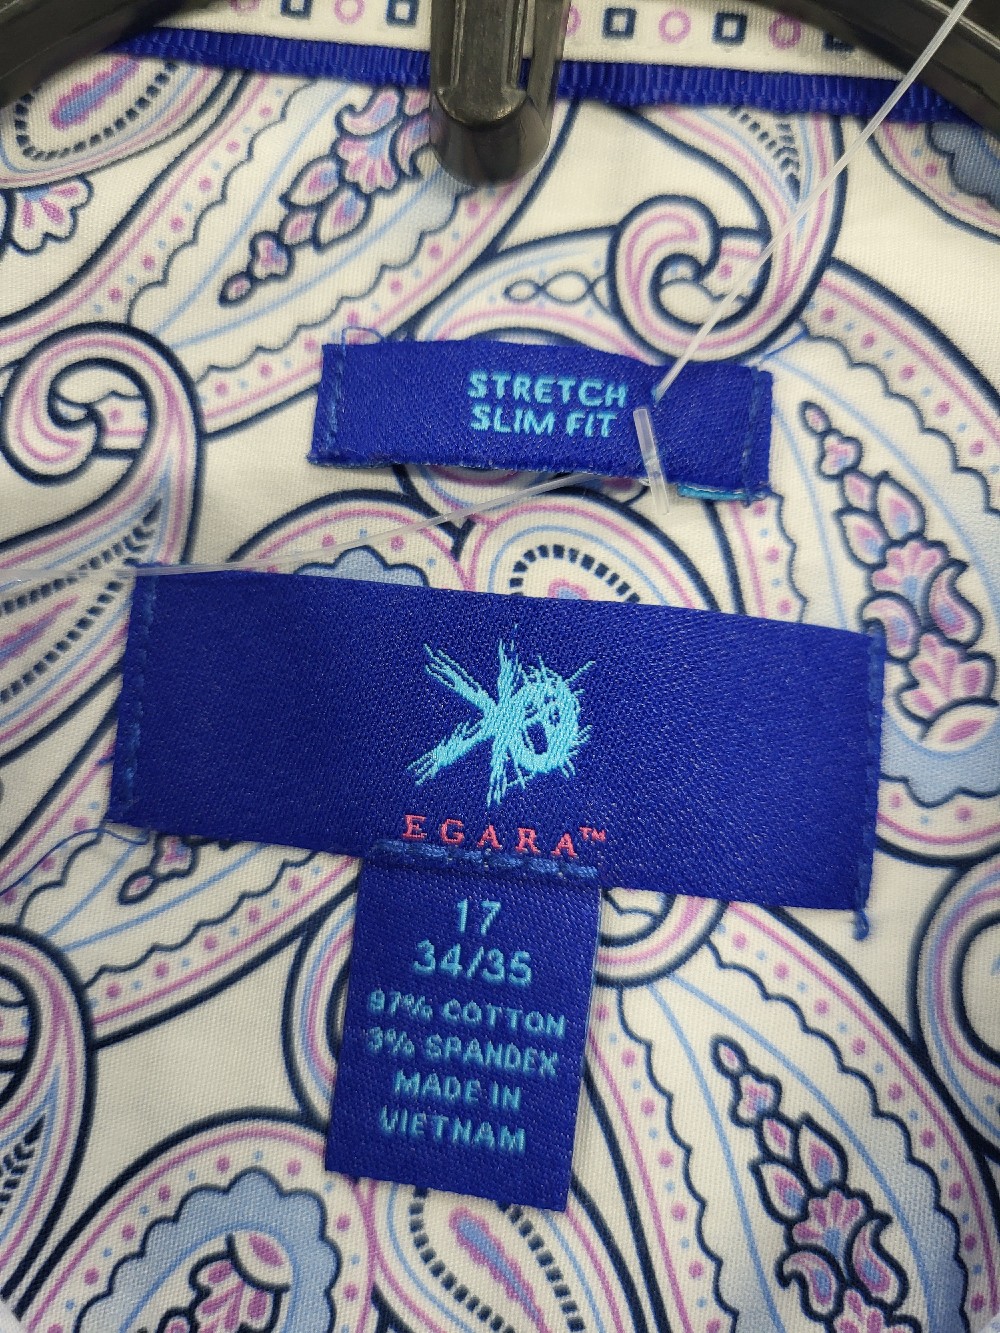 STRETCH
SLIM FIT
EGARA™
17
34/35
97% COTTON
3% SPANDEX
MADE IN
VIETNAM